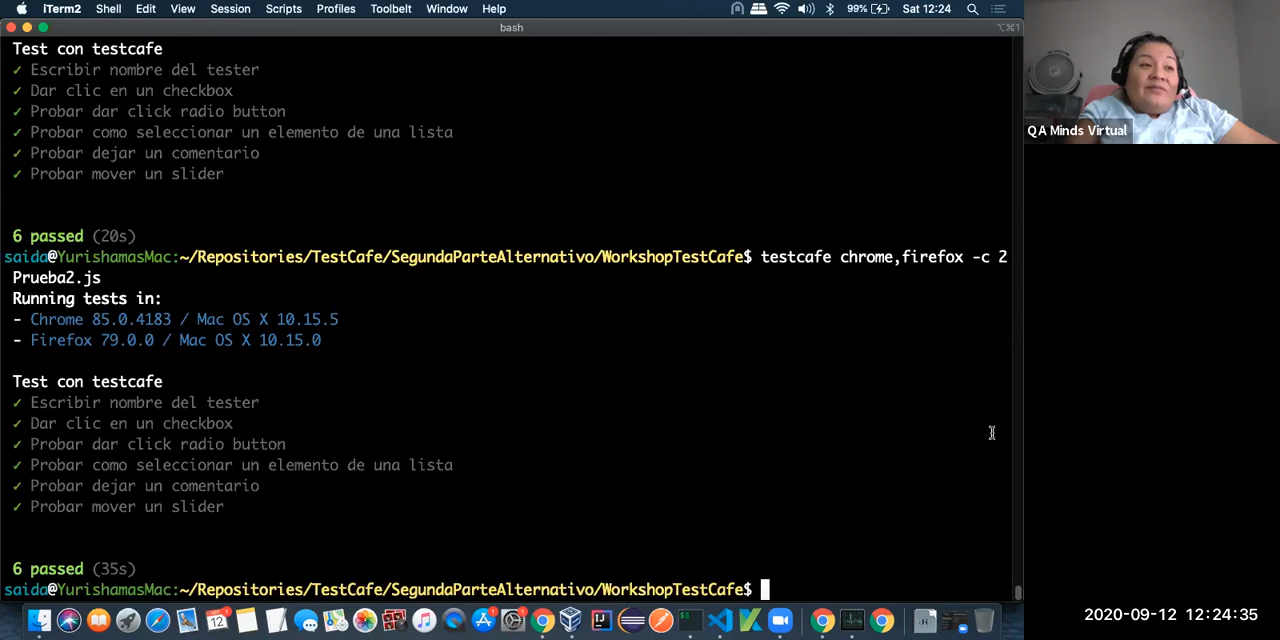 iTerm2 Shell Edit View Session Scripts Profiles Toolbelt Window Help 99% Sat 12:24
bash
⌥⌘1
Test con testcafe
✓ Escribir nombre del tester
✓ Dar clic en un checkbox
✓ Probar dar click radio button
✓ Probar como seleccionar un elemento de una lista
✓ Probar dejar un comentario
✓ Probar mover un slider
6 passed (20s)
saida@YurishamasMac:~/Repositories/TestCafe/SegundaParteAlternativo/WorkshopTestCafe$ testcafe chrome,firefox -c 2
Prueba2.js
Running tests in:
- Chrome 85.0.4183 / Mac OS X 10.15.5
- Firefox 79.0.0 / Mac OS X 10.15.0
Test con testcafe
✓ Escribir nombre del tester
✓ Dar clic en un checkbox
✓ Probar dar click radio button
✓ Probar como seleccionar un elemento de una lista
✓ Probar dejar un comentario
✓ Probar mover un slider
6 passed (35s)
saida@YurishamasMac:~/Repositories/TestCafe/SegundaParteAlternativo/WorkshopTestCafe$
QA Minds Virtual
2020-09-12 12:24:35